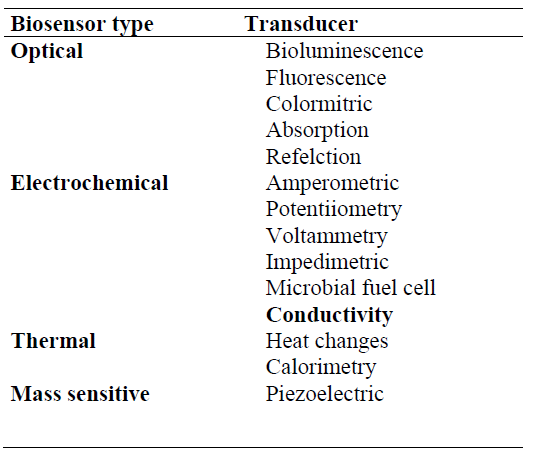 Biosensor type Transducer
Optical Bioluminescence
Fluorescence
Colormitric
Absorption
Refelction
Electrochemical Amperometric
Potentiiometry
Voltammetry
Impedimetric
Microbial fuel cell
Conductivity
Thermal Heat changes
Calorimetry
Mass sensitive Piezoelectric